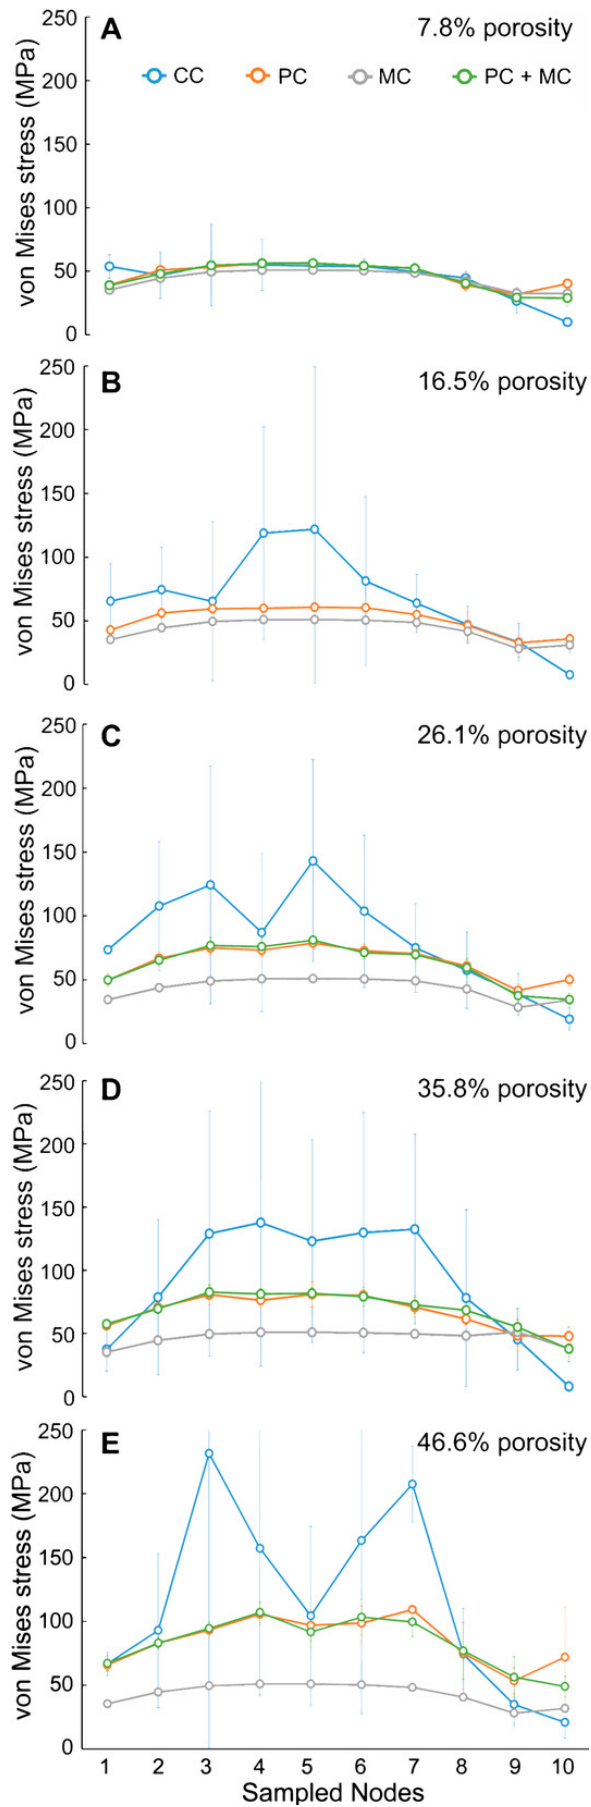 A
7.8% porosity
CC PC MC PC + MC
250
200
150
100
50
0
von Mises stress (MPa)
B
16.5% porosity
250
200
150
100
50
0
von Mises stress (MPa)
C
26.1% porosity
250
200
150
100
50
0
von Mises stress (MPa)
D
35.8% porosity
250
200
150
100
50
0
von Mises stress (MPa)
E
46.6% porosity
250
200
150
100
50
0
von Mises stress (MPa)
1 2 3 4 5 6 7 8 9 10
Sampled Nodes